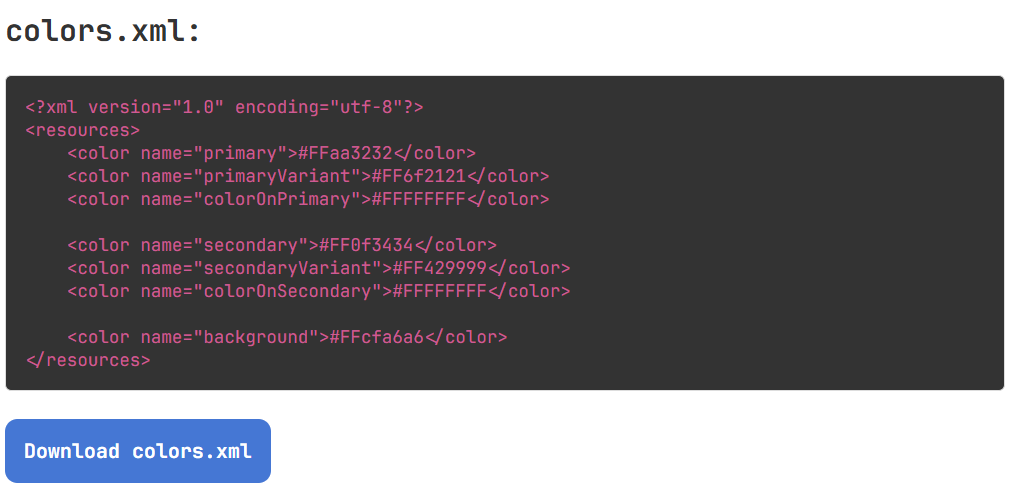 colors.xml:
<?xml version="1.0" encoding="utf-8"?>
<resources>
    <color name="primary">#FFaa3232</color>
    <color name="primaryVariant">#FF6f2121</color>
    <color name="colorOnPrimary">#FFFFFFFF</color>
    <color name="secondary">#FF0f3434</color>
    <color name="secondaryVariant">#FF429999</color>
    <color name="colorOnSecondary">#FFFFFFFF</color>
    <color name="background">#FFcfa6a6</color>
</resources>
Download colors.xml